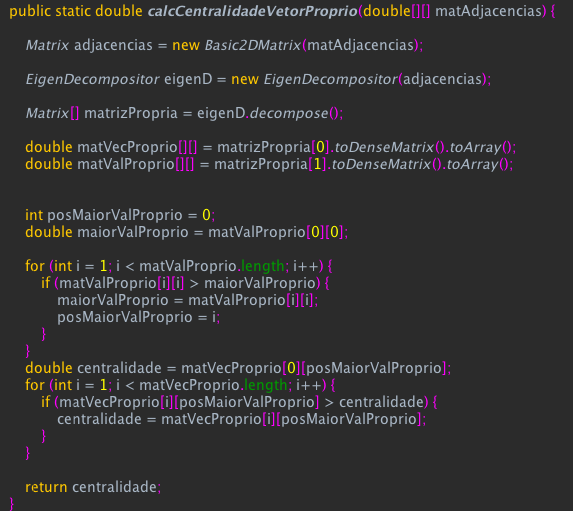 public static double calcCentralidadeVetorProprio(double[][] matAdjacencias) {
Matrix adjacencias = new Basic2DMatrix(matAdjacencias);
EigenDecompositor eigenD = new EigenDecompositor(adjacencias);
Matrix[] matrizPropria = eigenD.decompose();
double matVecProprio[][] = matrizPropria[0].toDenseMatrix().toArray();
double matValProprio[][] = matrizPropria[1].toDenseMatrix().toArray();
int posMaiorValProprio = 0;
double maiorValProprio = matValProprio[0][0];
for (int i = 1; i < matValProprio.length; i++) {
if (matValProprio[i][i] > maiorValProprio) {
maiorValProprio = matValProprio[i][i];
posMaiorValProprio = i;
}
}
double centralidade = matVecProprio[0][posMaiorValProprio];
for (int i = 1; i < matVecProprio.length; i++) {
if (matVecProprio[i][posMaiorValProprio] > centralidade) {
centralidade = matVecProprio[i][posMaiorValProprio];
}
}
return centralidade;
}